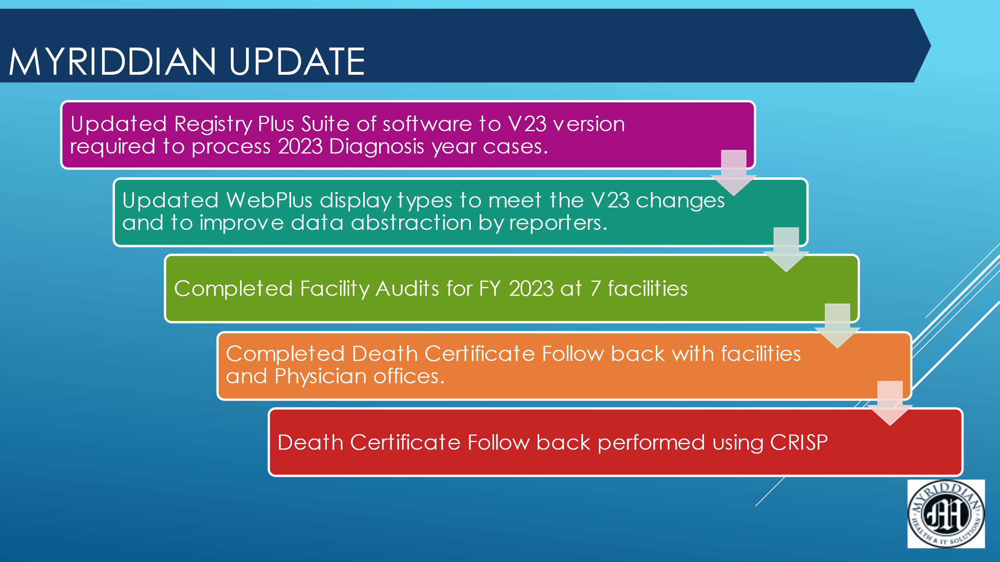 MYRIDDIAN UPDATE
Updated Registry Plus Suite of software to V23 version
required to process 2023 Diagnosis year cases.
Updated WebPlus display types to meet the V23 changes
and to improve data abstraction by reporters.
Completed Facility Audits for FY 2023 at 7 facilities
Completed Death Certificate Follow back with facilities
and Physician offices.
Death Certificate Follow back performed using CRISP
MYRIDDIAN
HEALTH & IT SOLUTIONS